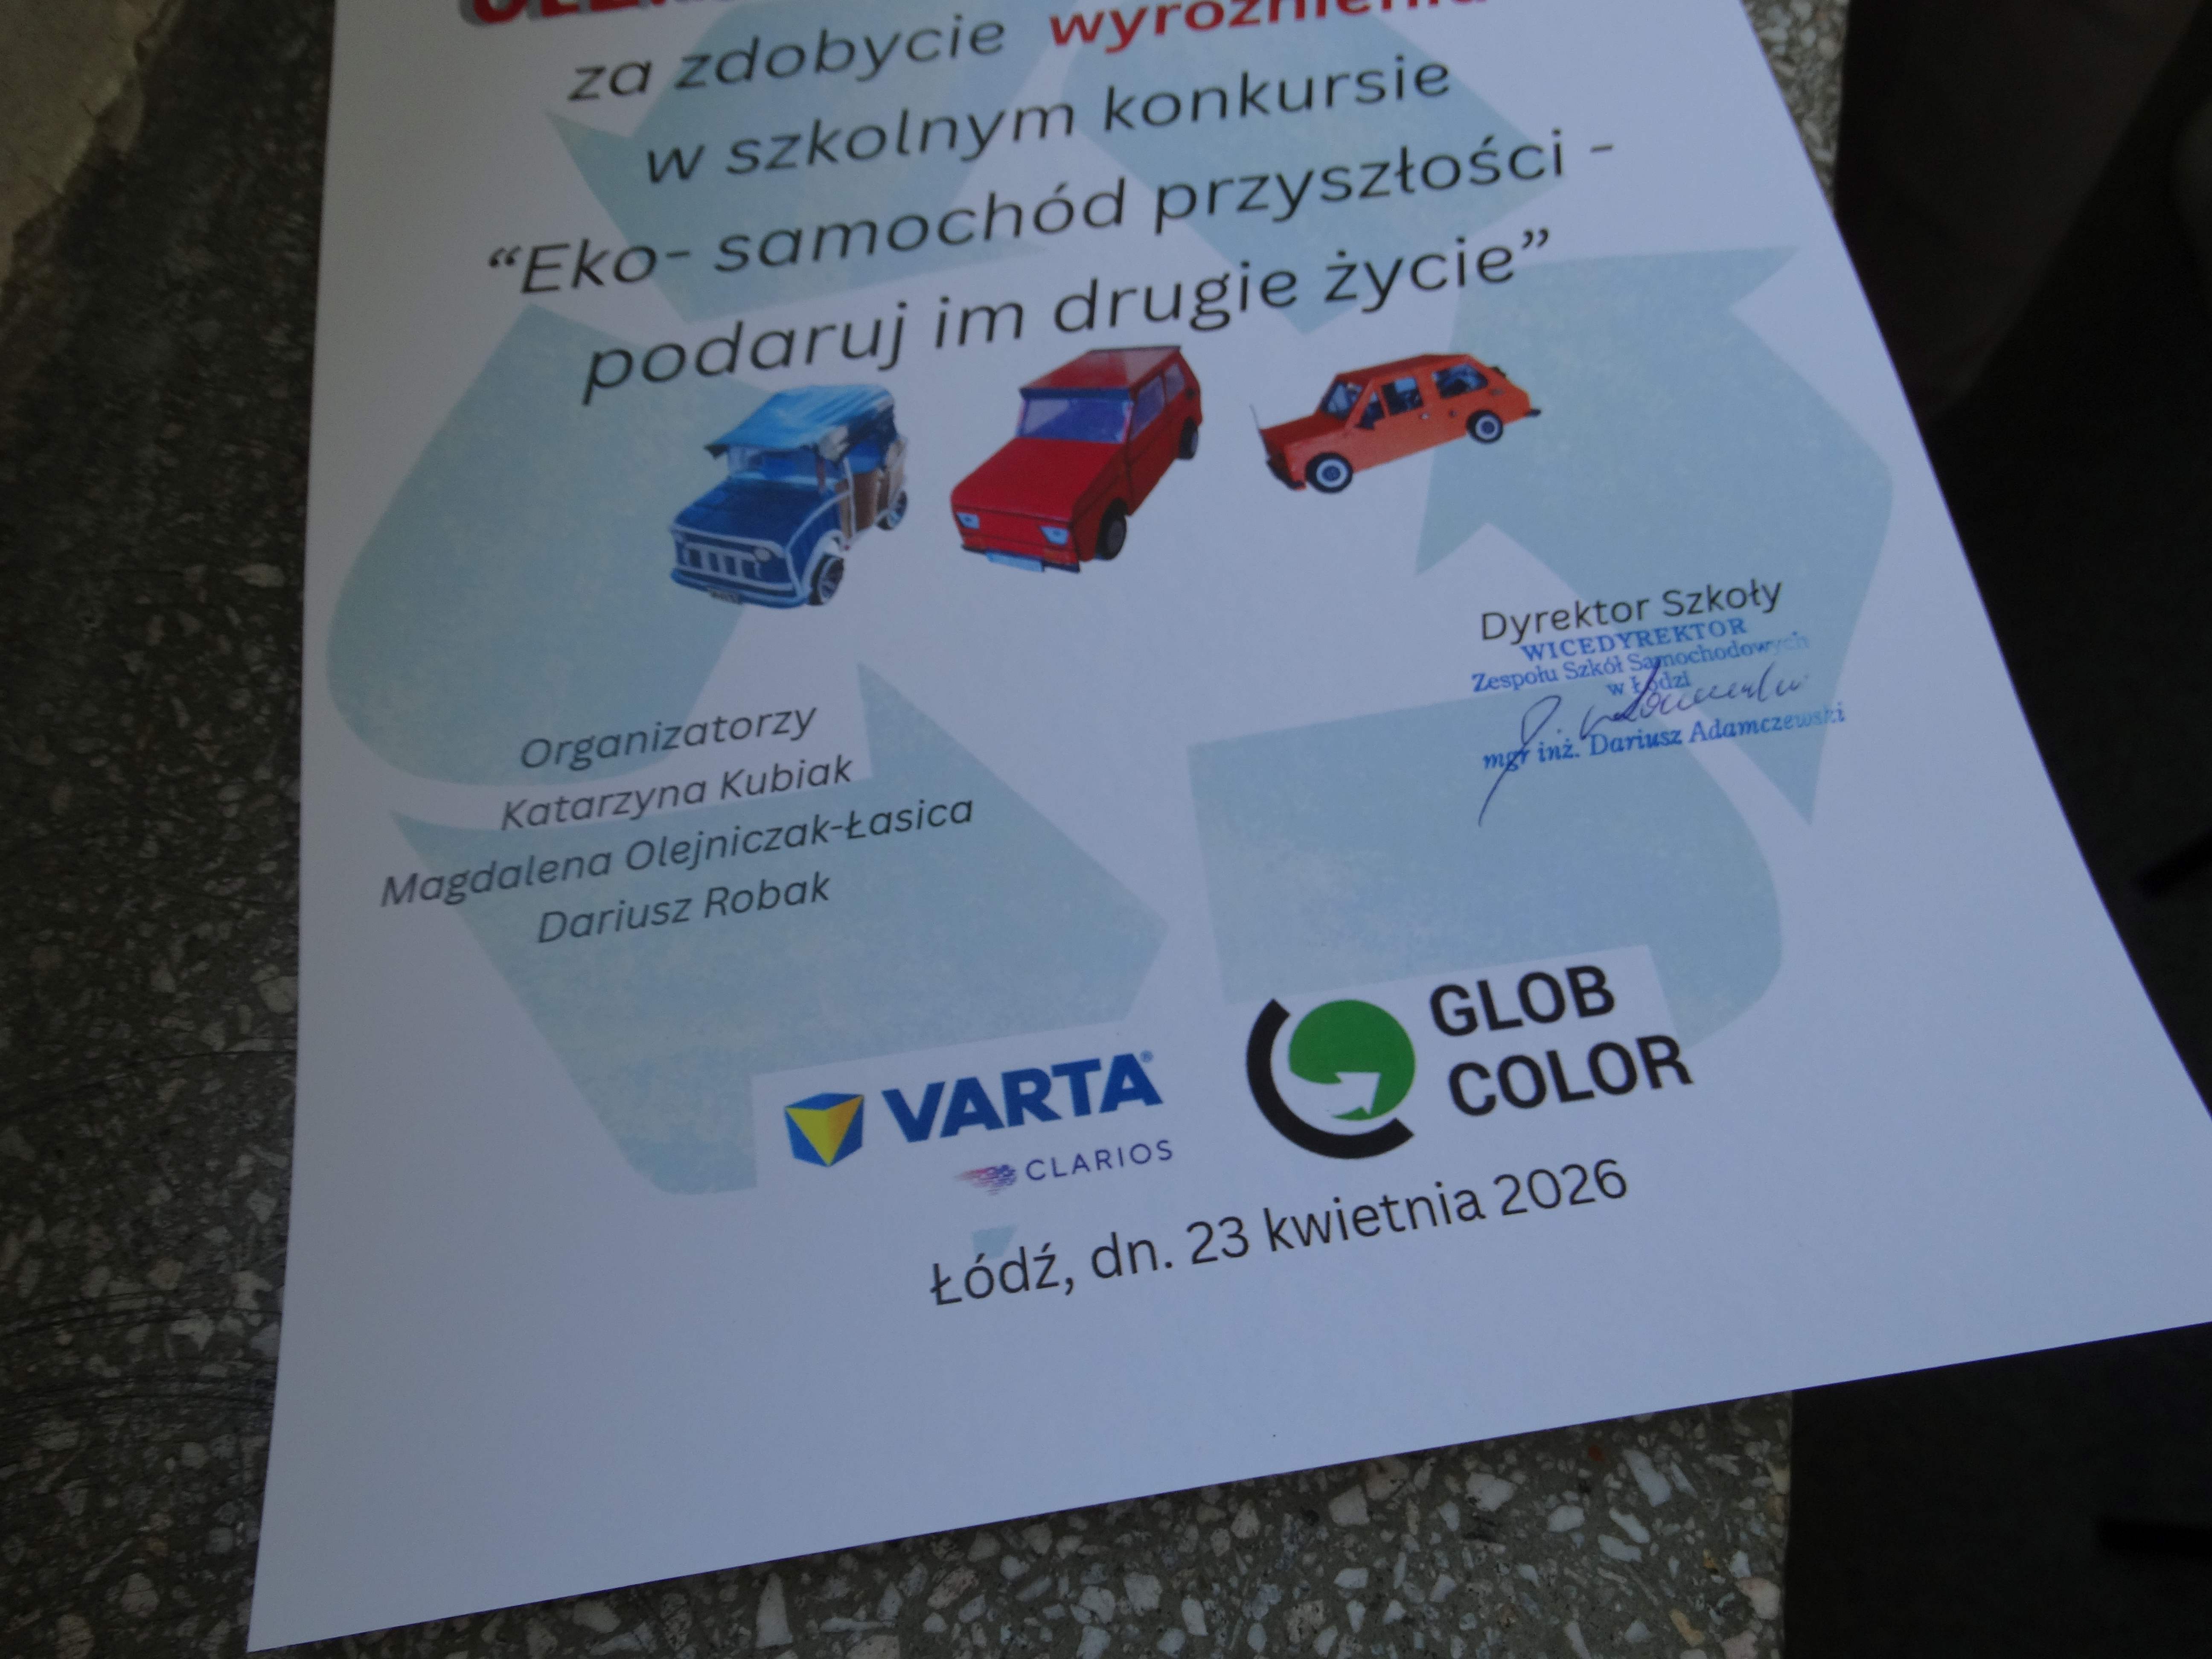 za zdobycie wyróżnienia
w szkolnym konkursie
“Eko- samochód przyszłości -
podaruj im drugie życie”
Dyrektor Szkoły
WICEDYREKTOR
Zespołu Szkół Samochodowych
w Łodzi
mgr inż. Dariusz Adamczewski
Organizatorzy
Katarzyna Kubiak
Magdalena Olejniczak-Łasica
Dariusz Robak
VARTA®
CLARIOS
GLOB
COLOR
Łódź, dn. 23 kwietnia 2026